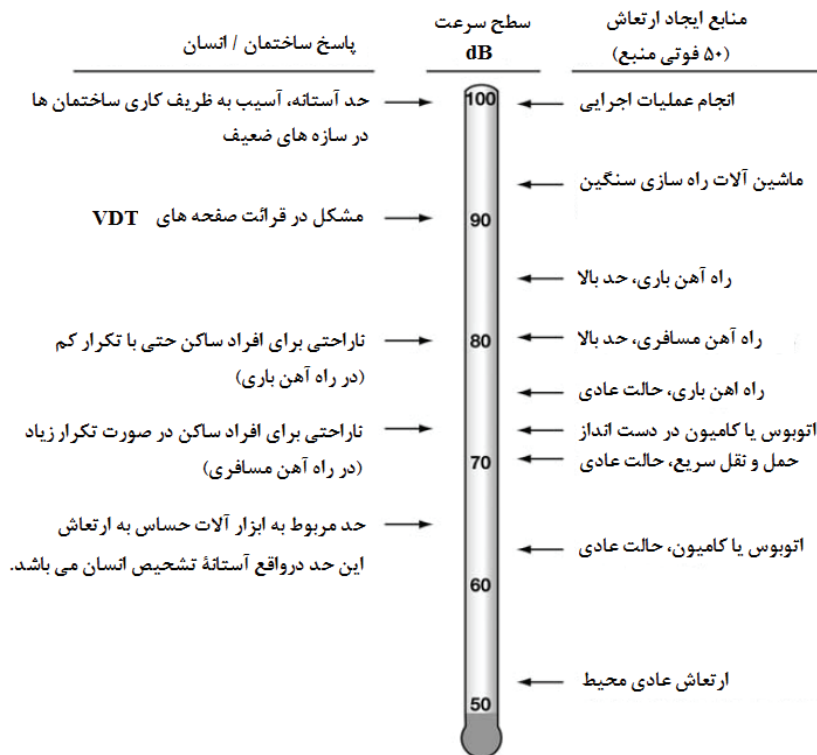 منابع ایجاد ارتعاش
(۵۰ فوتی منبع)
سطح سرعت
dB
پاسخ ساختمان / انسان
انجام عملیات اجرایی
ماشین آلات راه سازی سنگین
راه آهن باری، حد بالا
راه آهن مسافری، حد بالا
راه اهن باری، حالت عادی
اتوبوس یا کامیون در دست انداز
حمل و نقل سریع، حالت عادی
اتوبوس یا کامیون، حالت عادی
ارتعاش عادی محیط
100
90
80
70
60
50
حد آستانه، آسیب به ظریف کاری ساختمان ها
در سازه های ضعیف
مشکل در قرائت صفحه های VDT
ناراحتی برای افراد ساکن حتی با تکرار کم
(در راه آهن باری)
ناراحتی برای افراد ساکن در صورت تکرار زیاد
(در راه آهن مسافری)
حد مربوط به ابزار آلات حساس به ارتعاش
این حد درواقع آستانهٔ تشخیص انسان می باشد.